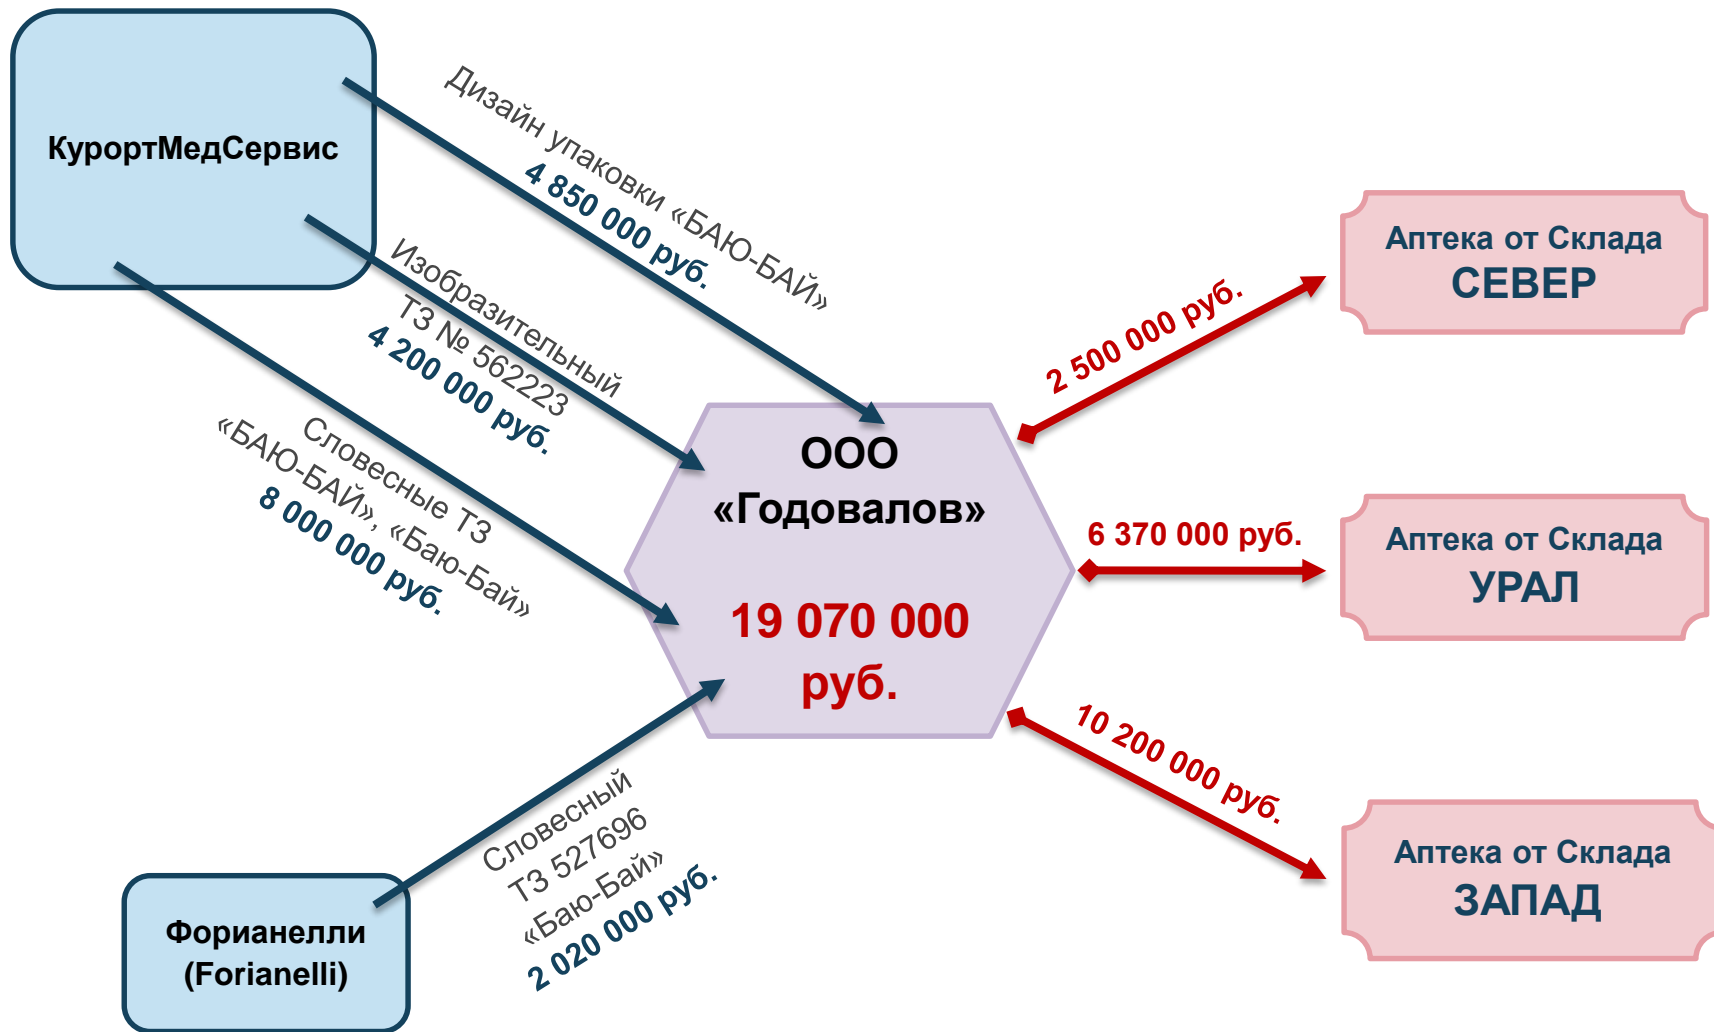 КурортМедСервис
Дизайн упаковки «БАЮ-БАЙ»
4 850 000 руб.
Изобразительный
ТЗ № 562223
4 200 000 руб.
Словесные ТЗ
«БАЮ-БАЙ», «Баю-Бай»
8 000 000 руб.
Форианелли
(Forianelli)
Словесный
ТЗ 527696
«Баю-Бай»
2 020 000 руб.
ООО
«Годовалов»
19 070 000
руб.
2 500 000 руб.
Аптека от Склада
СЕВЕР
6 370 000 руб.
Аптека от Склада
УРАЛ
10 200 000 руб.
Аптека от Склада
ЗАПАД